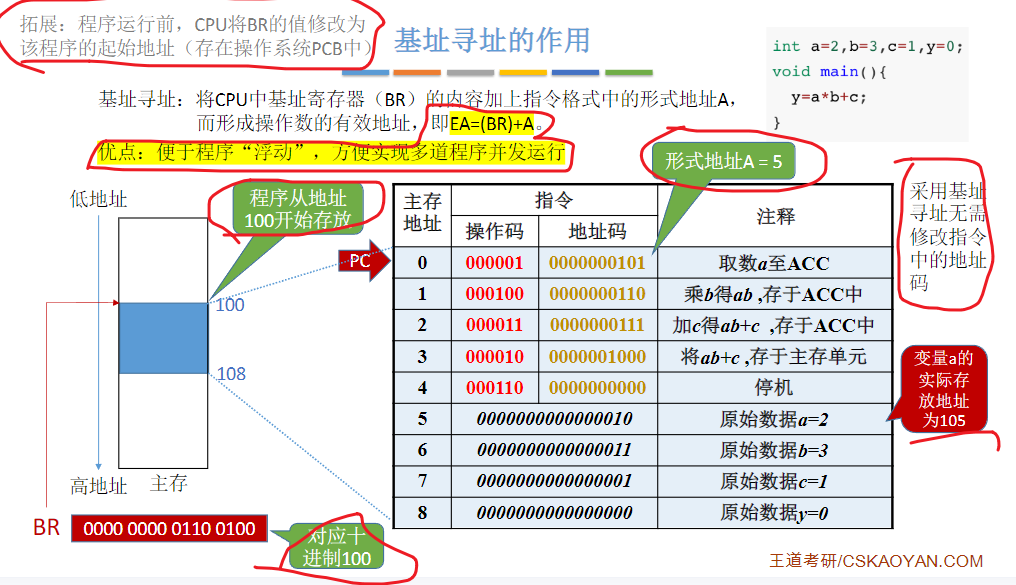 拓展：程序运行前，CPU将BR的值修改为
该程序的起始地址（存在操作系统PCB中）
基址寻址的作用
int a=2,b=3,c=1,y=0;
void main(){
y=a*b+c;
}
基址寻址：将CPU中基址寄存器（BR）的内容加上指令格式中的形式地址A，
而形成操作数的有效地址，即EA=(BR)+A。
优点：便于程序“浮动”，方便实现多道程序并发运行
形式地址A = 5
低地址
程序从地址
100开始存放
100
108
高地址
主存
BR
0000 0000 0110 0100
对应十
进制100
PC
主存
地址
指令
注释
操作码 地址码
0 000001 0000000101 取数a至ACC
1 000100 0000000110 乘b得ab ,存于ACC中
2 000011 0000000111 加c得ab+c ,存于ACC中
3 000010 0000001000 将ab+c ,存于主存单元
4 000110 0000000000 停机
5 0000000000000010 原始数据a=2
6 0000000000000011 原始数据b=3
7 0000000000000001 原始数据c=1
8 0000000000000000 原始数据y=0
采用基址
寻址无需
修改指令
中的地址
码
变量a的
实际存
放地址
为105
王道考研/CSKAOYAN.COM